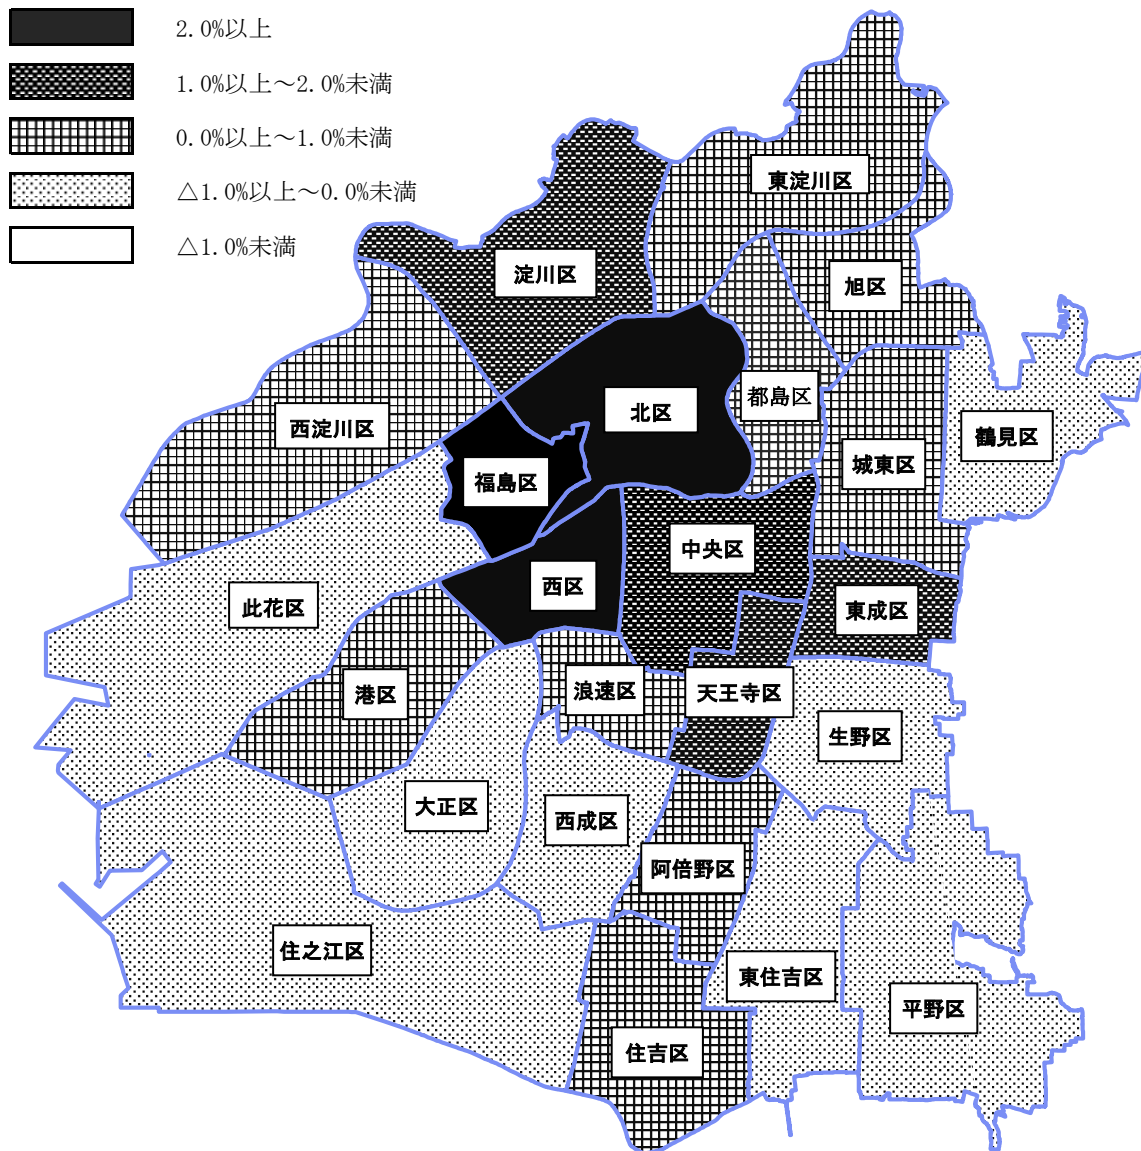 2.0%以上
1.0%以上～2.0%未満
0.0%以上～1.0%未満
△1.0%以上～0.0%未満
△1.0%未満
東淀川区
淀川区
旭区
北区
都島区
西淀川区
鶴見区
城東区
福島区
中央区
西区
此花区
東成区
港区
浪速区
天王寺区
生野区
大正区
西成区
阿倍野区
住之江区
東住吉区
平野区
住吉区